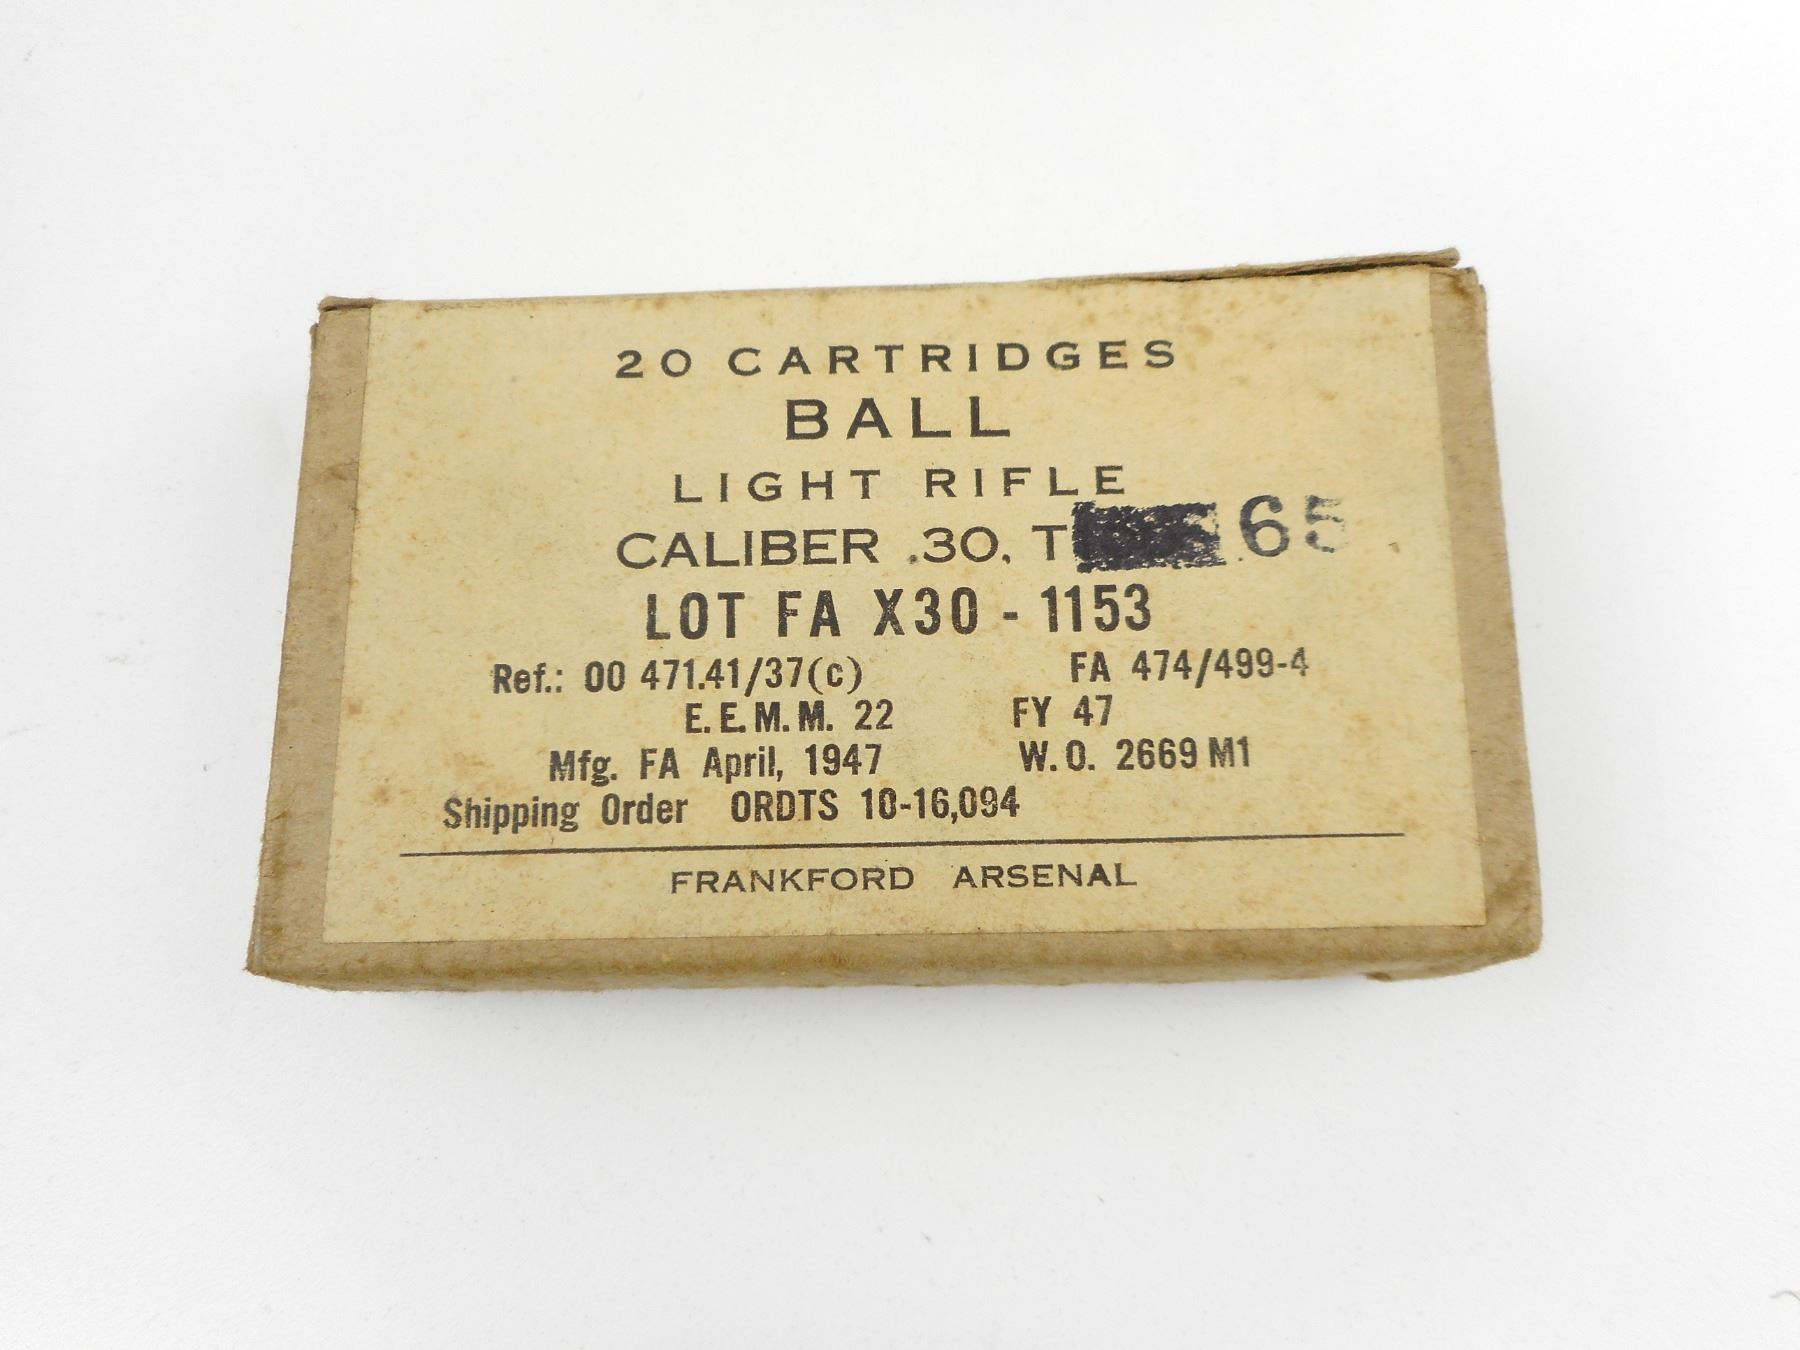 20 CARTRIDGES
BALL
LIGHT RIFLE
CALIBER .30, T 65
LOT FA X30 - 1153
Ref.: 00 471.41/37(c) FA 474/499-4
E.E.M.M. 22 FY 47
Mfg. FA April, 1947 W.O. 2669 M1
Shipping Order ORDTS 10-16,094
FRANKFORD ARSENAL